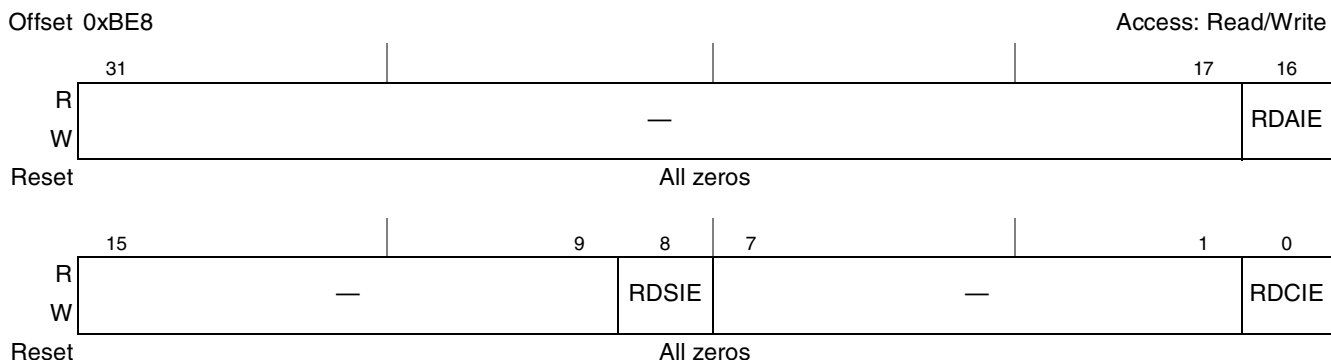 Offset 0xBE8 Access: Read/Write
31 17 16
R
W
— RDAIE
Reset All zeros
15 9 8 7 1 0
R
W
— RDSIE — RDCIE
Reset All zeros